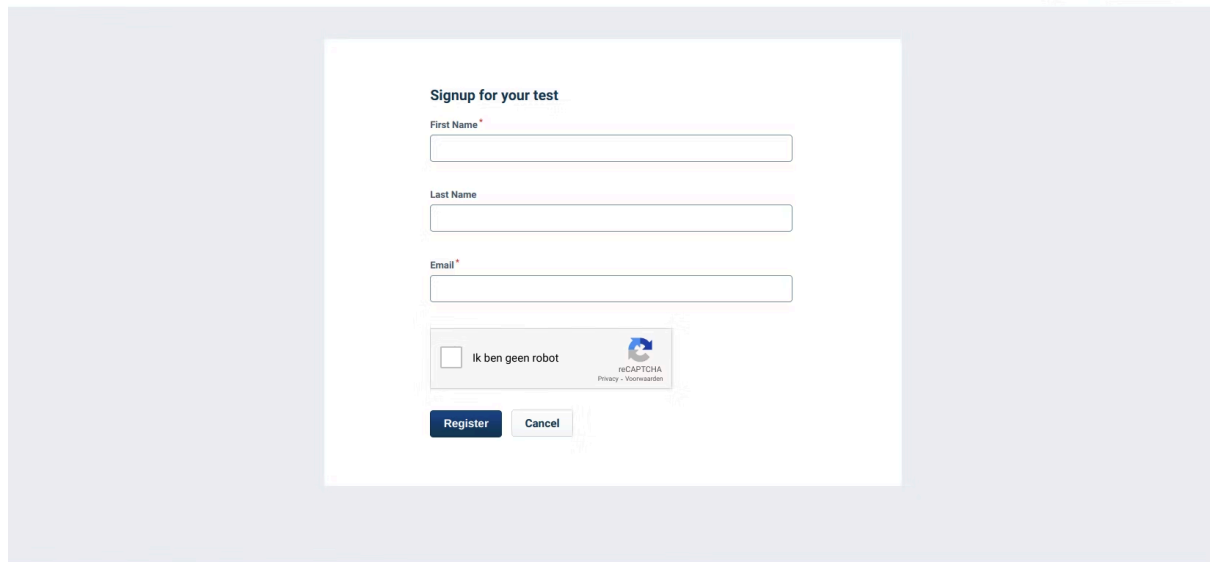 Signup for your test
First Name*
Last Name
Email*
Ik ben geen robot
reCAPTCHA
Privacy - Voorwaarden
Register
Cancel